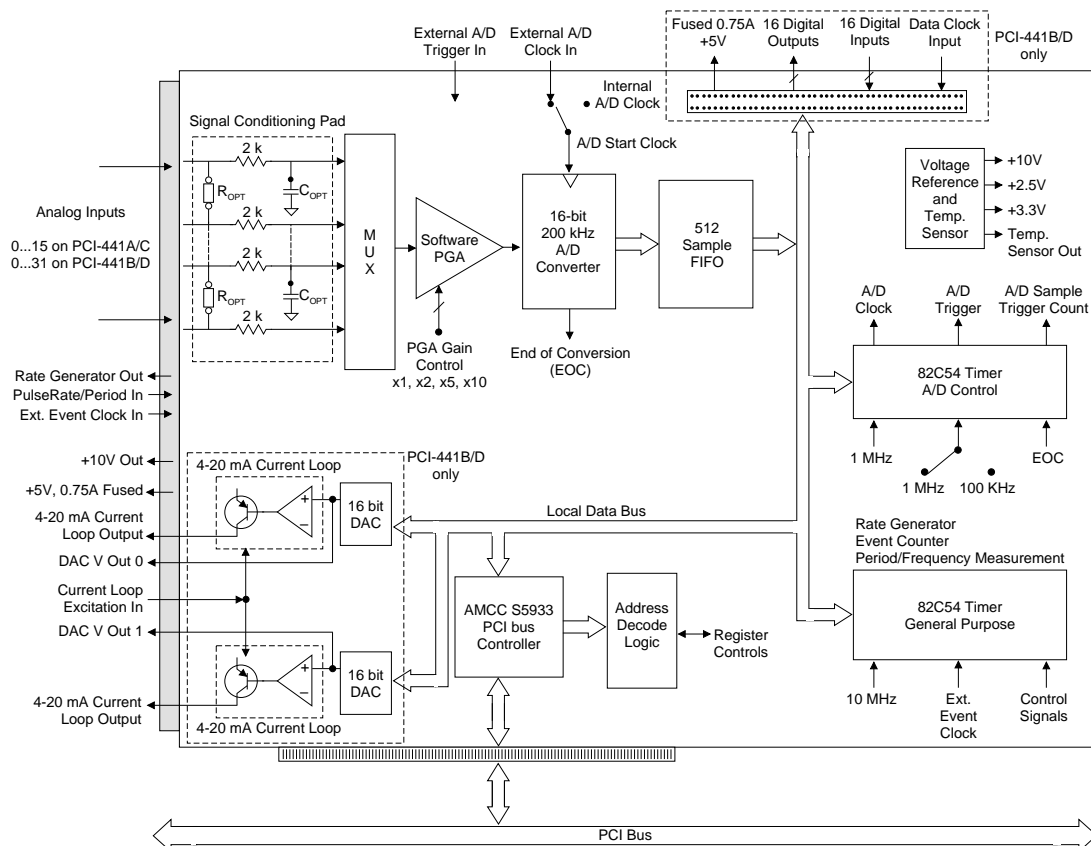 External A/D
Trigger In
External A/D
Clock In
Fused 0.75A
+5V
16 Digital
Outputs
16 Digital
Inputs
Data Clock
Input
PCI-441B/D
only
Internal
A/D Clock
A/D Start Clock
Signal Conditioning Pad
2 k
R OPT
C OPT
2 k
2 k
R OPT
C OPT
2 k
Analog Inputs
0...15 on PCI-441A/C
0...31 on PCI-441B/D
M
U
X
Software
PGA
PGA Gain
Control
x1, x2, x5, x10
16-bit
200 kHz
A/D
Converter
End of Conversion
(EOC)
512
Sample
FIFO
Voltage
Reference
and
Temp.
Sensor
+10V
+2.5V
+3.3V
Temp.
Sensor Out
A/D
Clock
A/D
Trigger
A/D Sample
Trigger Count
82C54 Timer
A/D Control
1 MHz
1 MHz
100 KHz
EOC
Rate Generator Out
PulseRate/Period In
Ext. Event Clock In
+10V Out
+5V, 0.75A Fused
4-20 mA Current
Loop Output
DAC V Out 0
Current Loop
Excitation In
DAC V Out 1
4-20 mA Current
Loop Output
4-20 mA Current Loop
PCI-441B/D
only
+
–
16 bit
DAC
+
–
16 bit
DAC
4-20 mA Current Loop
Local Data Bus
AMCC S5933
PCI bus
Controller
Address
Decode
Logic
Register
Controls
Rate Generator
Event Counter
Period/Frequency Measurement
82C54 Timer
General Purpose
10 MHz
Ext.
Event
Clock
Control
Signals
PCI Bus